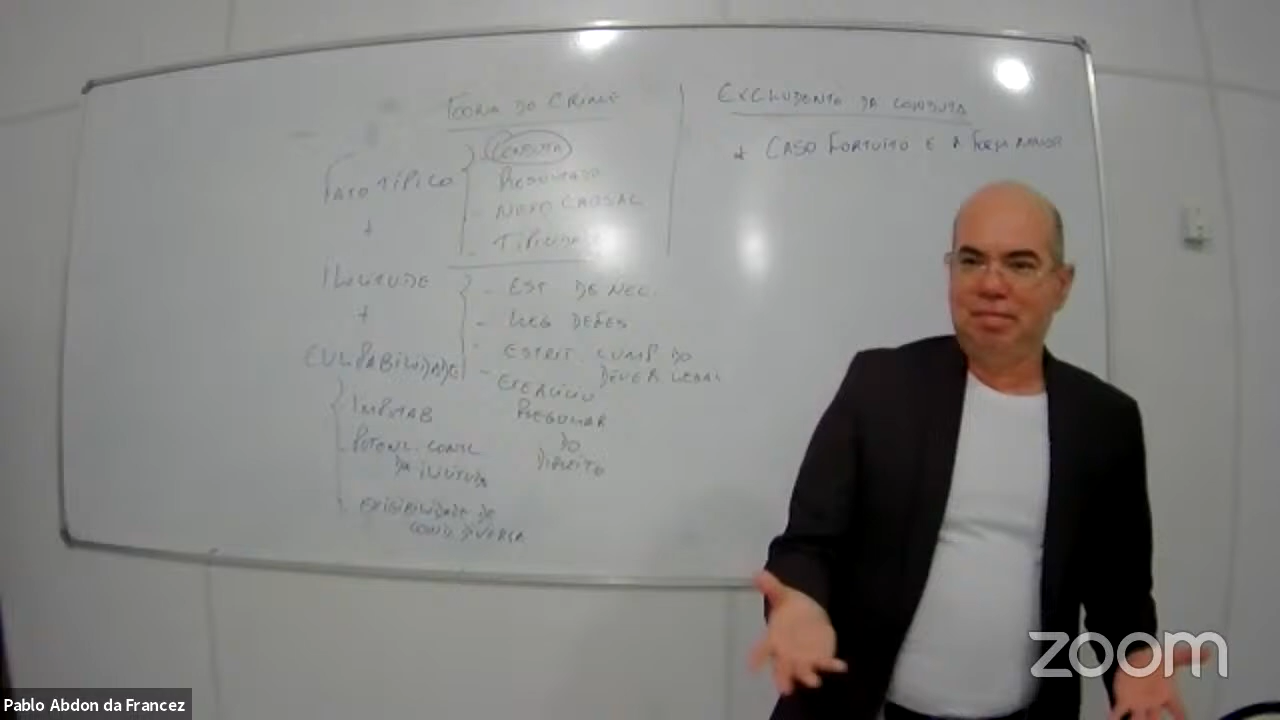 TEORIA DO CRIME
FATO TÍPICO
+
ILICITUDE
+
CULPABILIDADE
CONDUTA
RESULTADO
- NEXO CAUSAL
- TIPICIDA
- EST DE NEC.
- LEG DEFES
- ESTRIT. CUMP DO
DEVER LEGAL
- EXERCÍCIO
REGULAR
DO
DIREITO
IMPUTAB
POTENC. CONSC
DA ILICITUDE
EXIGIBILIDADE DE
COND. DIVERSA
EXCLUDENTE DA CONDUTA
* CASO FORTUITO E A FORÇA MAIOR
Pablo Abdon da Francez
zoom